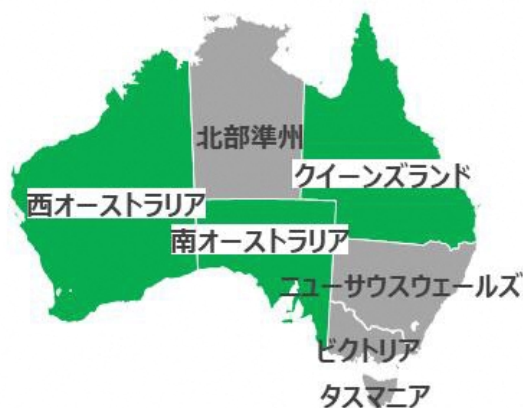 北部準州
クイーンズランド
西オーストラリア
南オーストラリア
ニューサウスウェールズ
ビクトリア
タスマニア